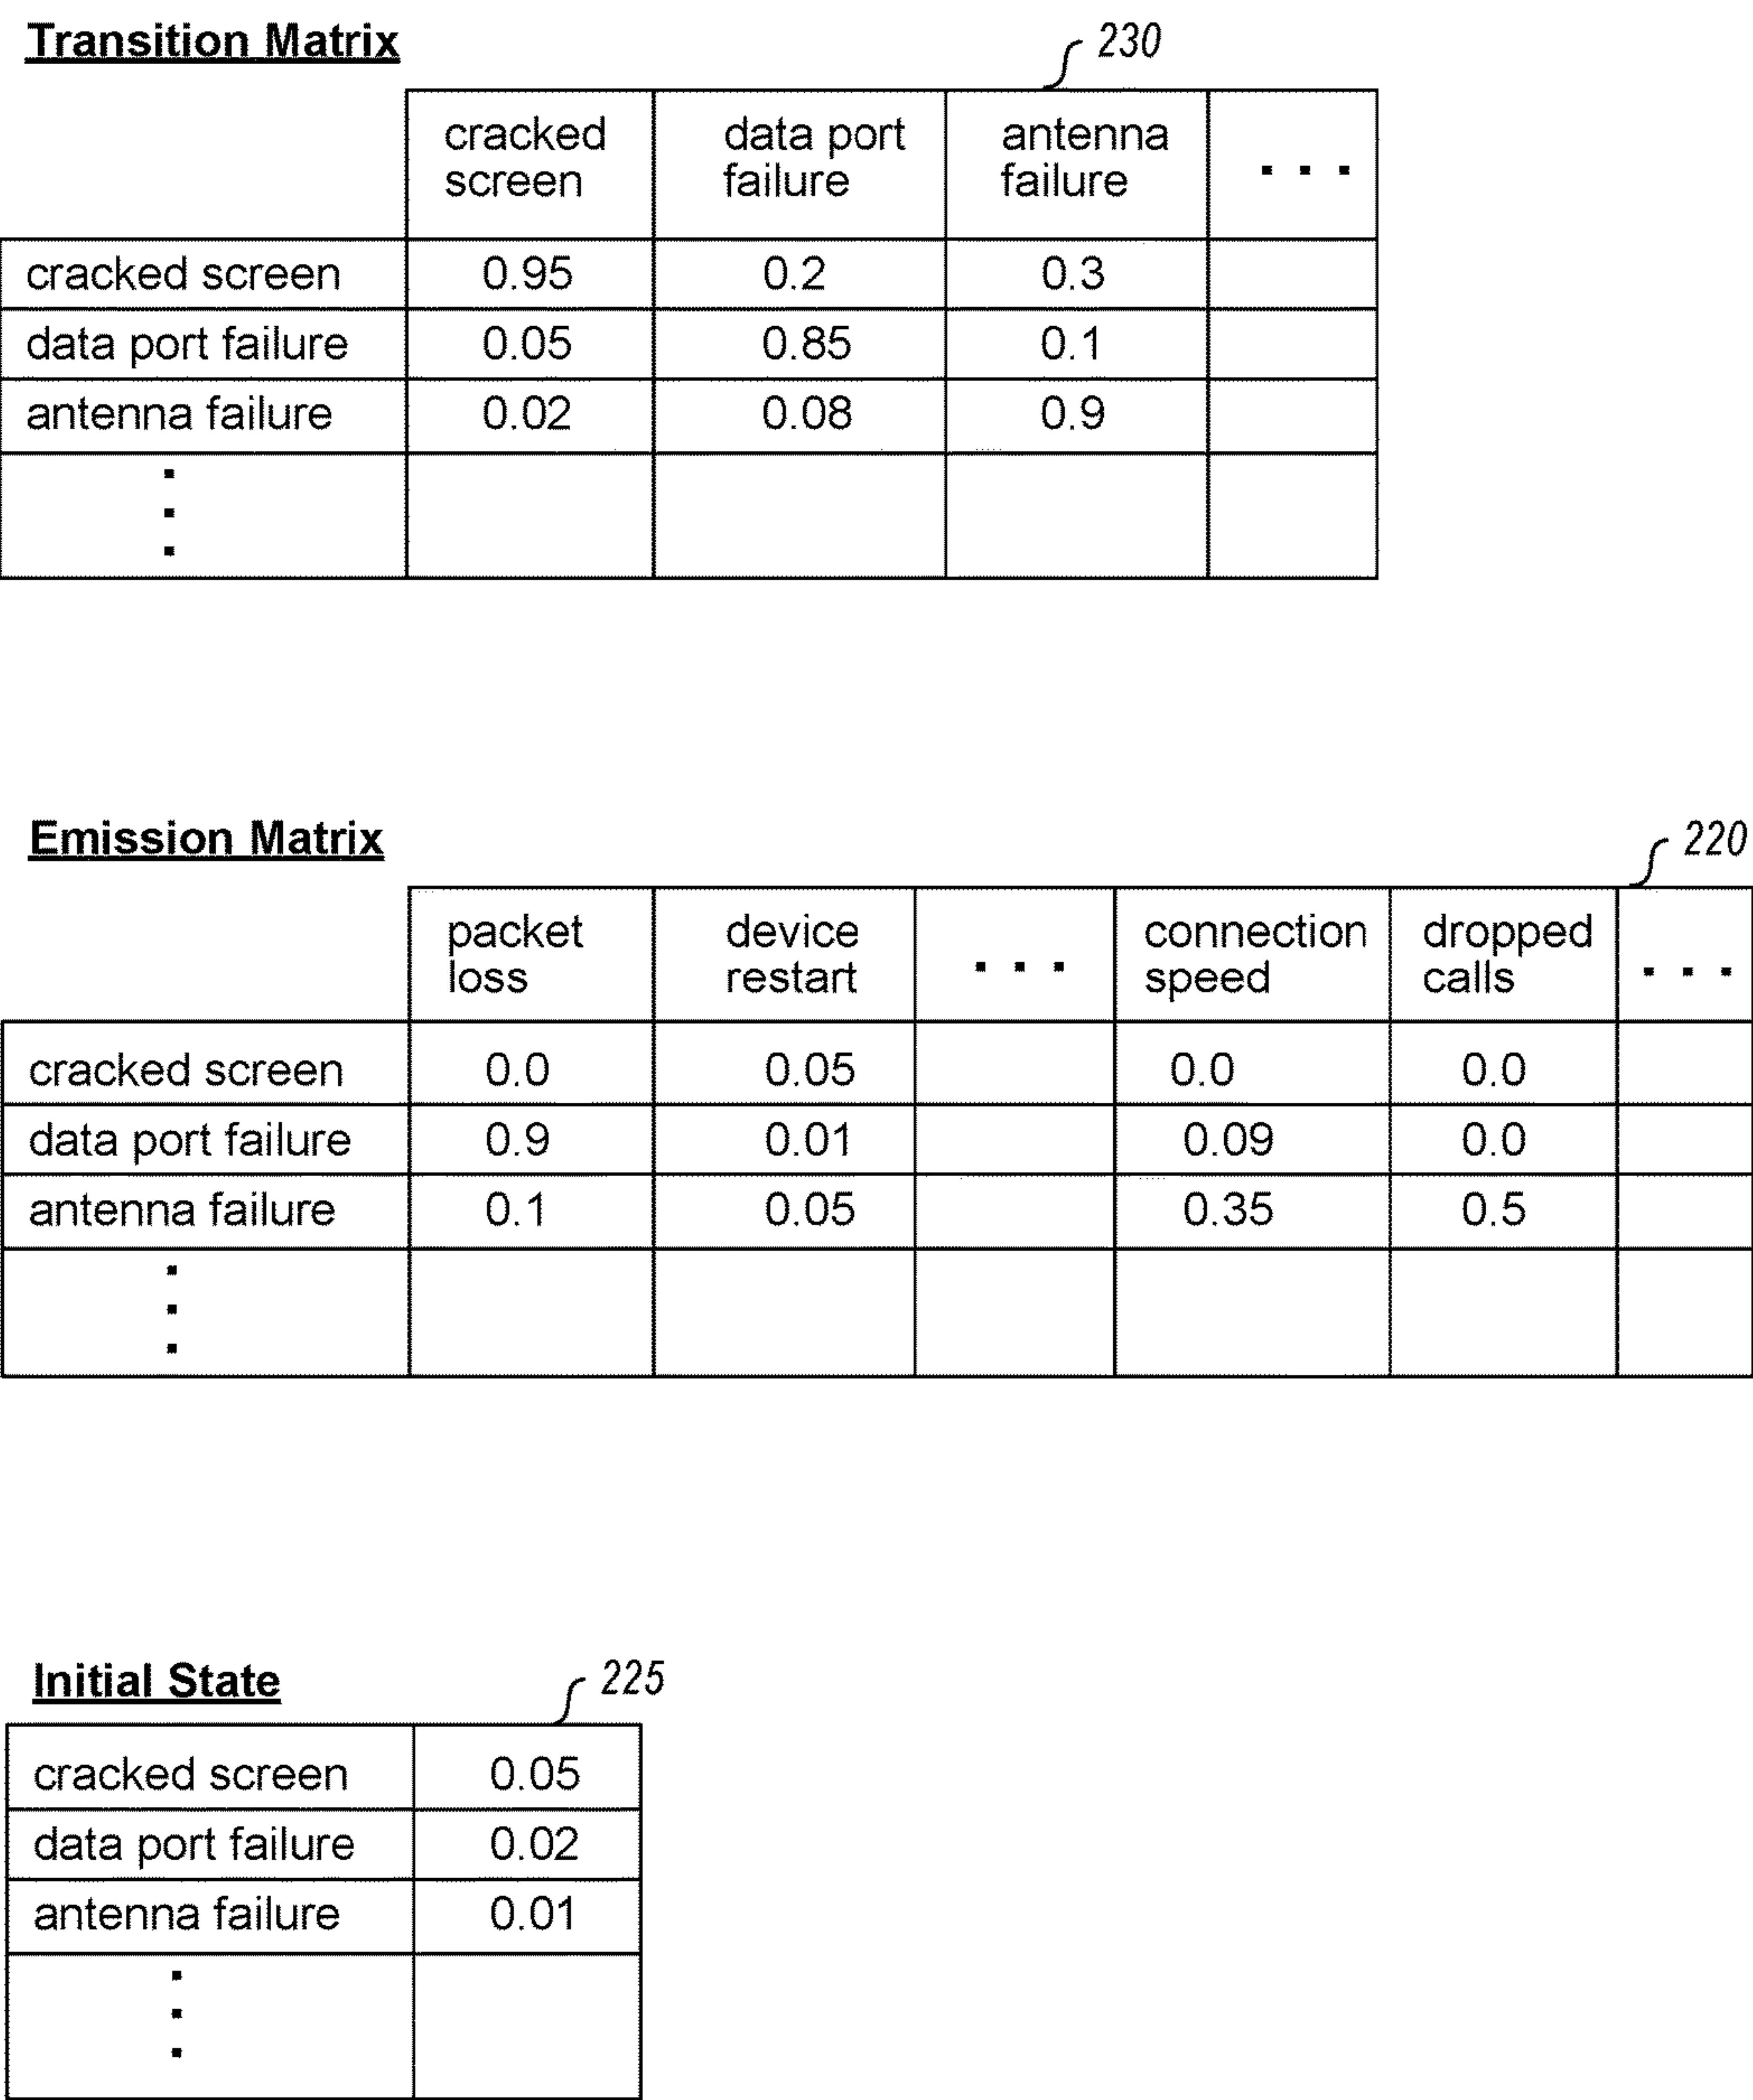 Transition Matrix
230
cracked screen data port failure antenna failure . . .
cracked screen 0.95 0.2 0.3
data port failure 0.05 0.85 0.1
antenna failure 0.02 0.08 0.9
. . .
Emission Matrix
220
packet loss device restart . . . connection speed dropped calls . . .
cracked screen 0.0 0.05 0.0 0.0
data port failure 0.9 0.01 0.09 0.0
antenna failure 0.1 0.05 0.35 0.5
. . .
Initial State
225
cracked screen 0.05
data port failure 0.02
antenna failure 0.01
. . .